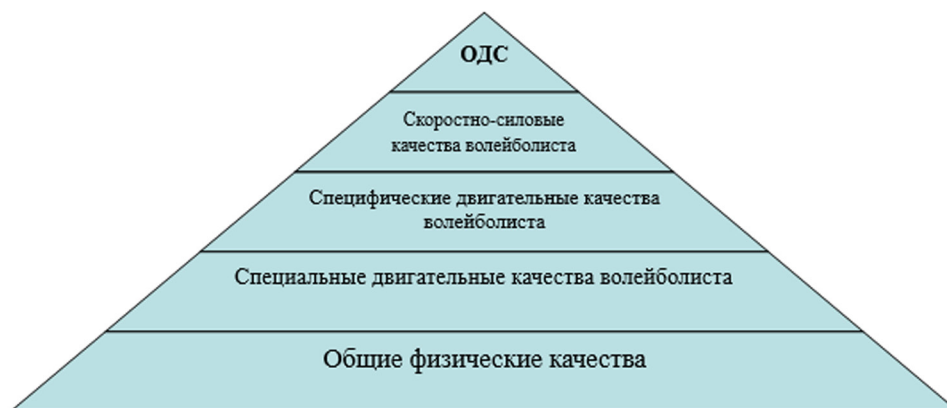 ОДС
Скоростно-силовые
качества волейболиста
Специфические двигательные качества
волейболиста
Специальные двигательные качества волейболиста
Общие физические качества